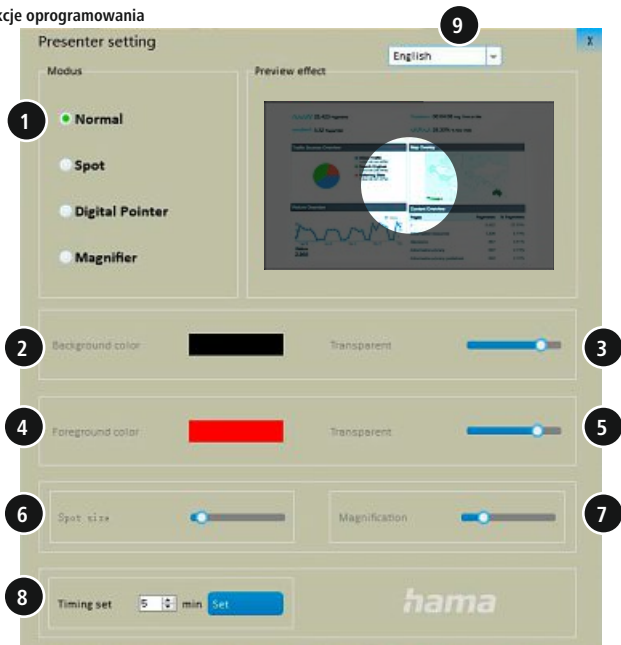 kcje oprogramowania
9
Presenter setting
English
x
Modus
Preview effect
1
Normal
Spot
Digital Pointer
Magnifier
2
Background color
Transparent
3
4
Foreground color
Transparent
5
6
Spot size
Magnification
7
8
Timing set
5
min
Set
hama